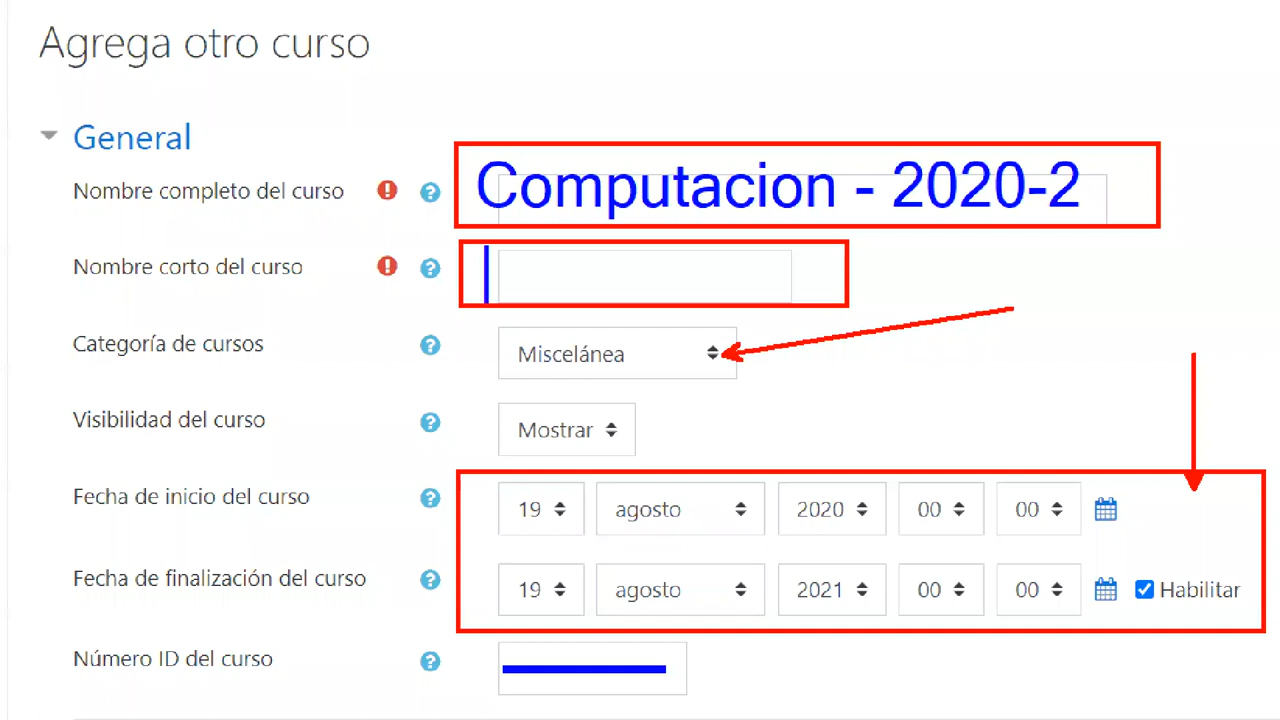 Agrega otro curso
General
Nombre completo del curso ! ? Computacion - 2020-2
Nombre corto del curso ! ?
Categoría de cursos ? Miscelánea
Visibilidad del curso ? Mostrar
Fecha de inicio del curso ? 19 agosto 2020 00 00
Fecha de finalización del curso ? 19 agosto 2021 00 00 Habilitar
Número ID del curso ?